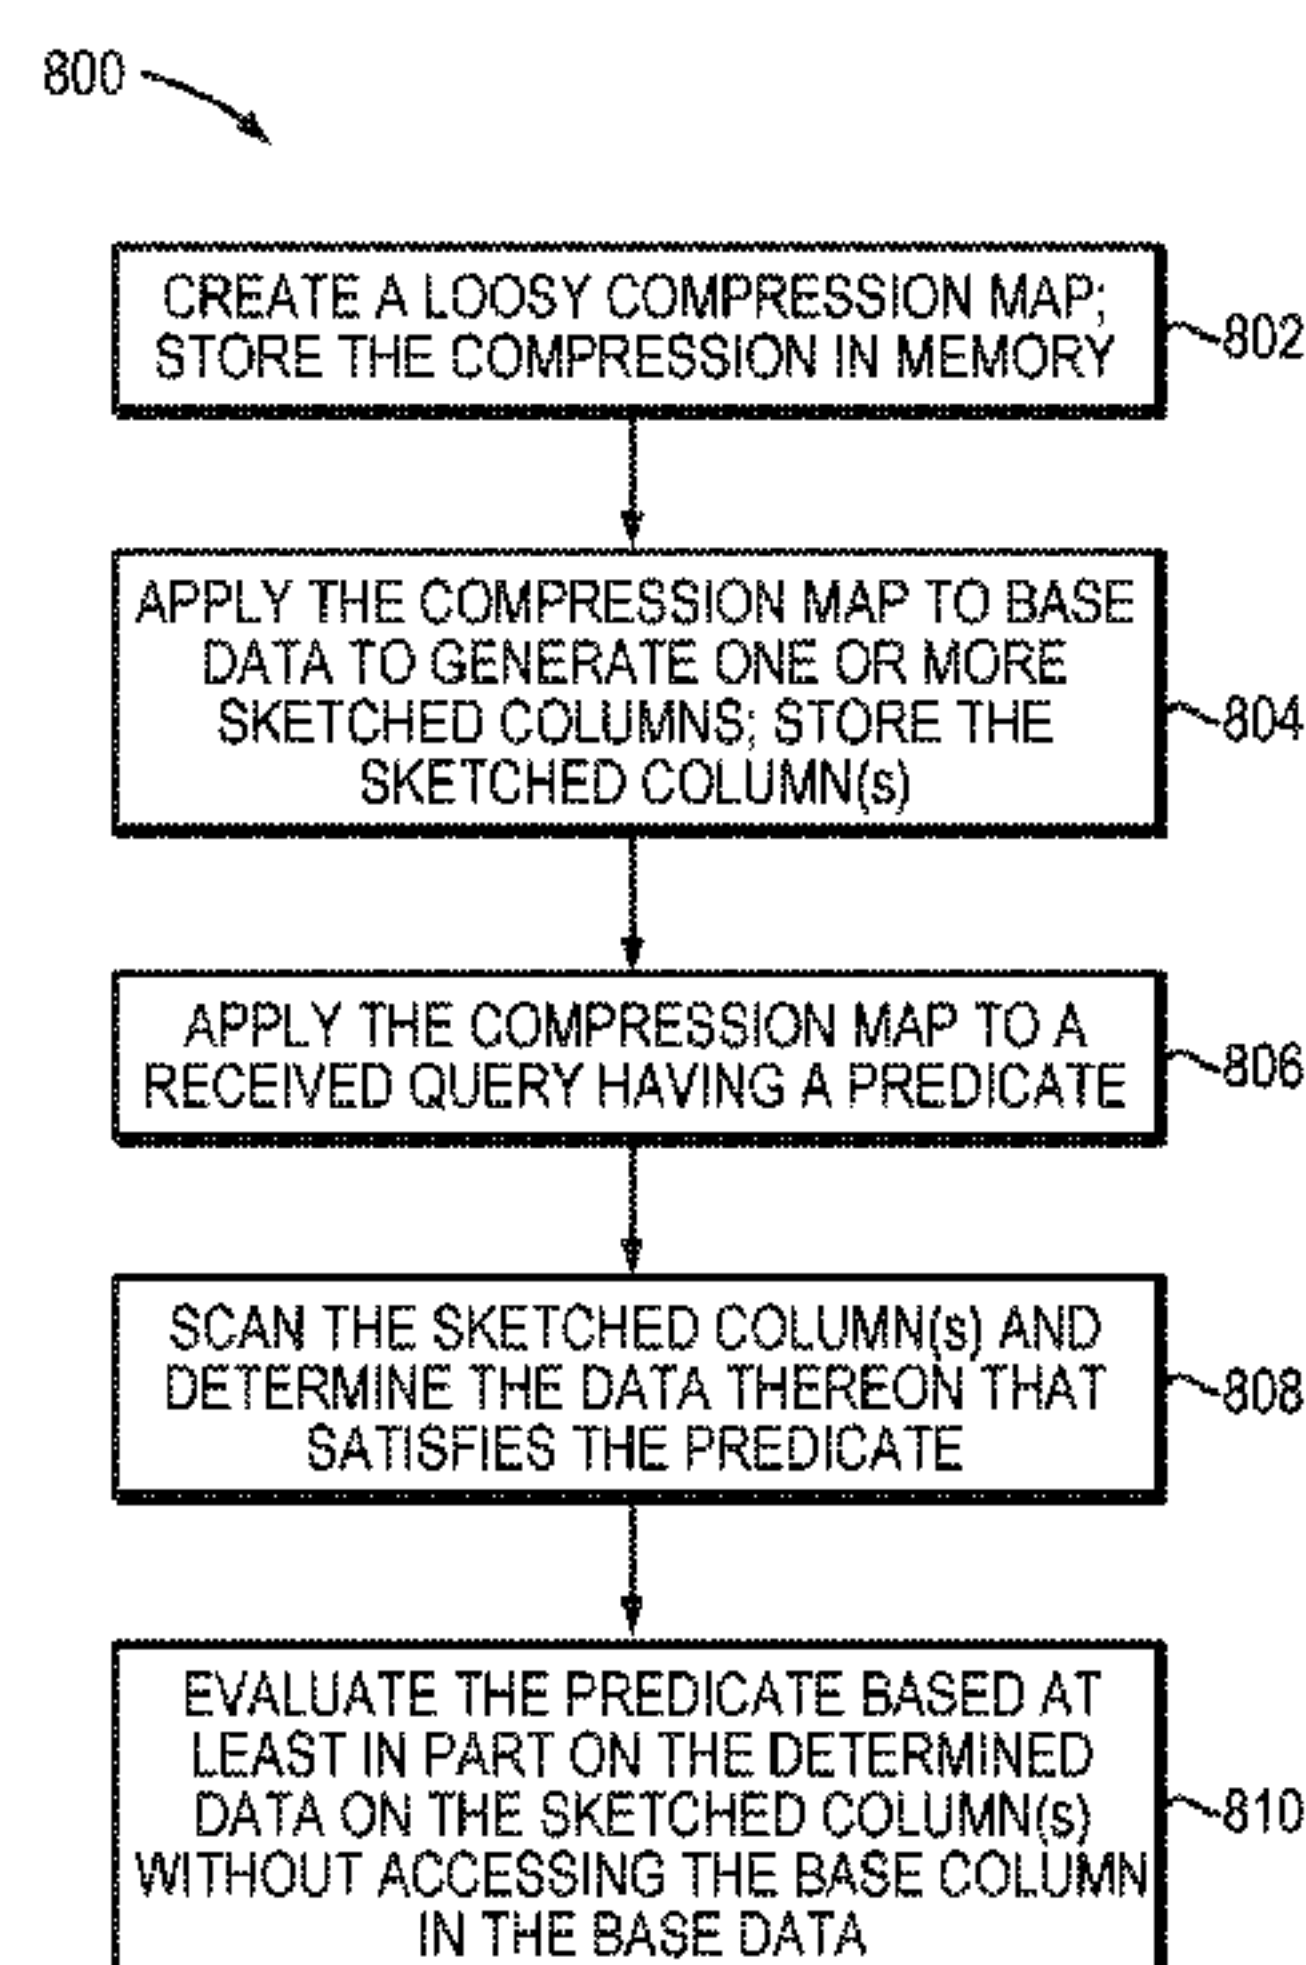 800
CREATE A LOOSY COMPRESSION MAP;
STORE THE COMPRESSION IN MEMORY
802
APPLY THE COMPRESSION MAP TO BASE
DATA TO GENERATE ONE OR MORE
SKETCHED COLUMNS; STORE THE
SKETCHED COLUMN(s)
804
APPLY THE COMPRESSION MAP TO A
RECEIVED QUERY HAVING A PREDICATE
806
SCAN THE SKETCHED COLUMN(s) AND
DETERMINE THE DATA THEREON THAT
SATISFIES THE PREDICATE
808
EVALUATE THE PREDICATE BASED AT
LEAST IN PART ON THE DETERMINED
DATA ON THE SKETCHED COLUMN(s)
WITHOUT ACCESSING THE BASE COLUMN
IN THE BASE DATA
810